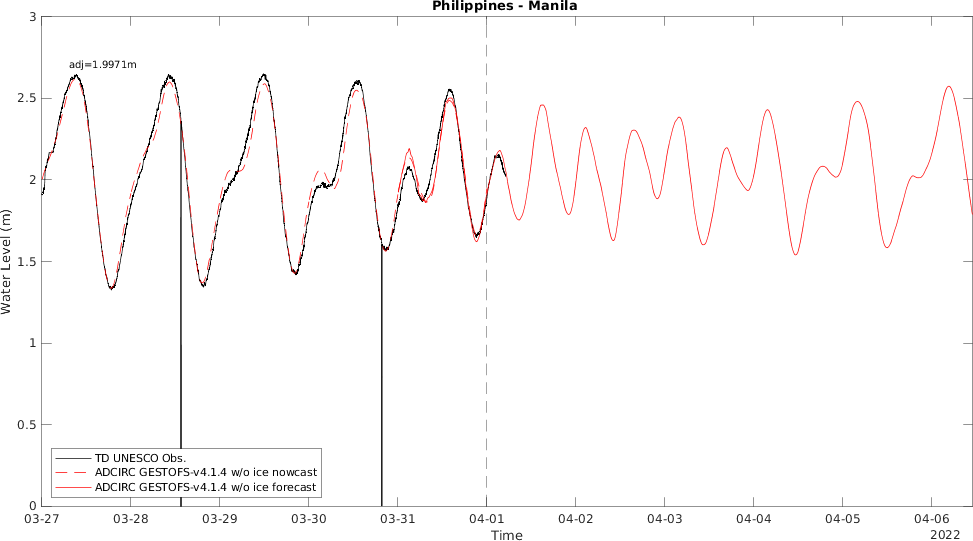 Philippines - Manila
3
adj=1.9971m
2.5
2
1.5
1
0.5
0
Water Level (m)
TD UNESCO Obs.
ADCIRC GESTOFS-v4.1.4 w/o ice nowcast
ADCIRC GESTOFS-v4.1.4 w/o ice forecast
03-27 03-28 03-29 03-30 03-31 04-01 04-02 04-03 04-04 04-05 04-06
Time
2022